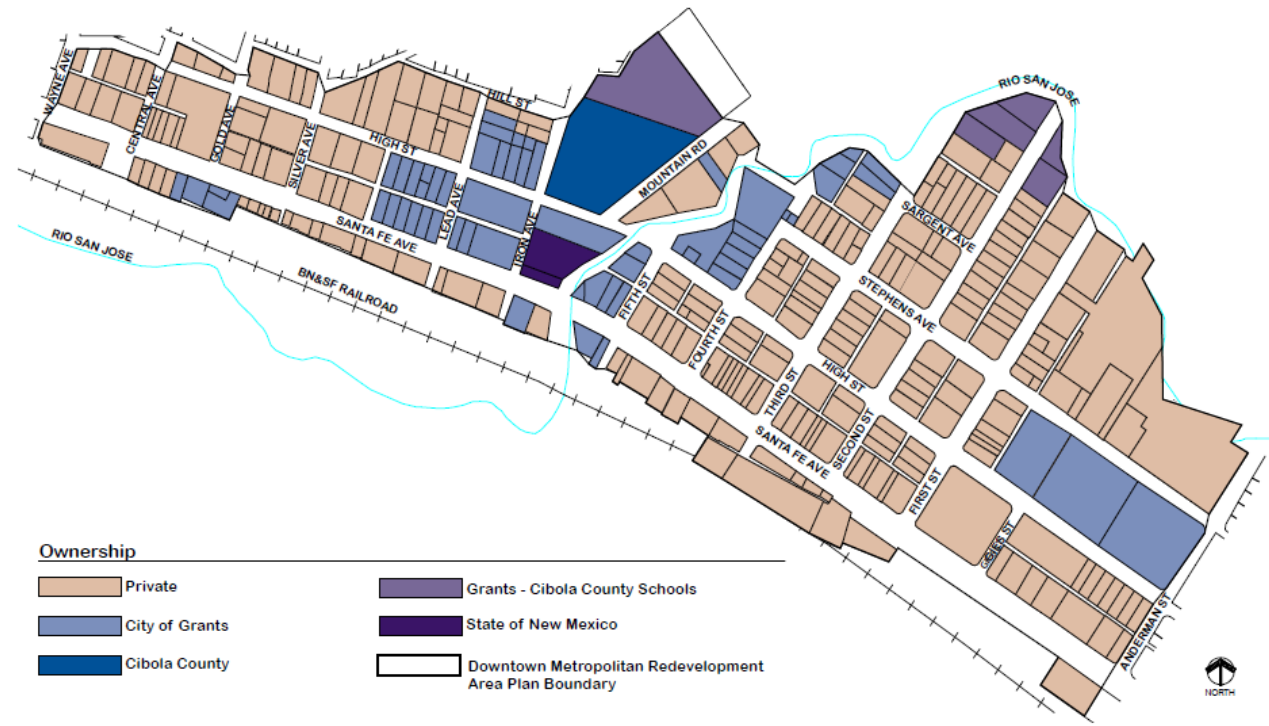 WAYNE AVE
CENTRAL AVE
GOLD AVE
SILVER AVE
HIGH ST
HILL ST
LEAD AVE
IRON AVE
SANTA FE AVE
MOUNTAIN RD
RIO SAN JOSE
RIO SAN JOSE
BN&SF RAILROAD
SARGENT AVE
STEPHENS AVE
FIFTH ST
FOURTH ST
THIRD ST
HIGH ST
SECOND ST
SANTA FE AVE
FIRST ST
GIES ST
ANDERMAN ST
Ownership
Private
City of Grants
Cibola County
Grants - Cibola County Schools
State of New Mexico
Downtown Metropolitan Redevelopment
Area Plan Boundary
NORTH